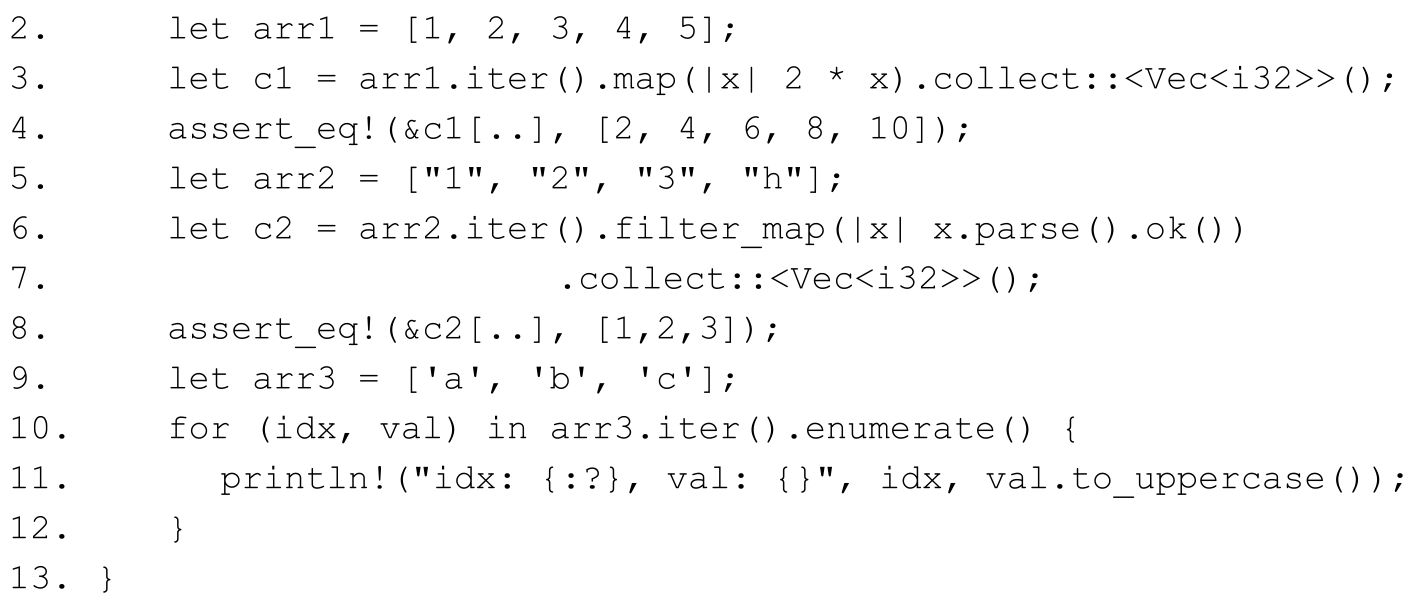 2.     let arr1 = [1, 2, 3, 4, 5];
3.     let c1 = arr1.iter().map(|x| 2 * x).collect::<Vec<i32>>();
4.     assert_eq!(&c1[..], [2, 4, 6, 8, 10]);
5.     let arr2 = ["1", "2", "3", "h"];
6.     let c2 = arr2.iter().filter_map(|x| x.parse().ok())
7.                       .collect::<Vec<i32>>();
8.     assert_eq!(&c2[..], [1,2,3]);
9.     let arr3 = ['a', 'b', 'c'];
10.    for (idx, val) in arr3.iter().enumerate() {
11.      println!("idx: {:?}, val: {}", idx, val.to_uppercase());
12.    }
13. }